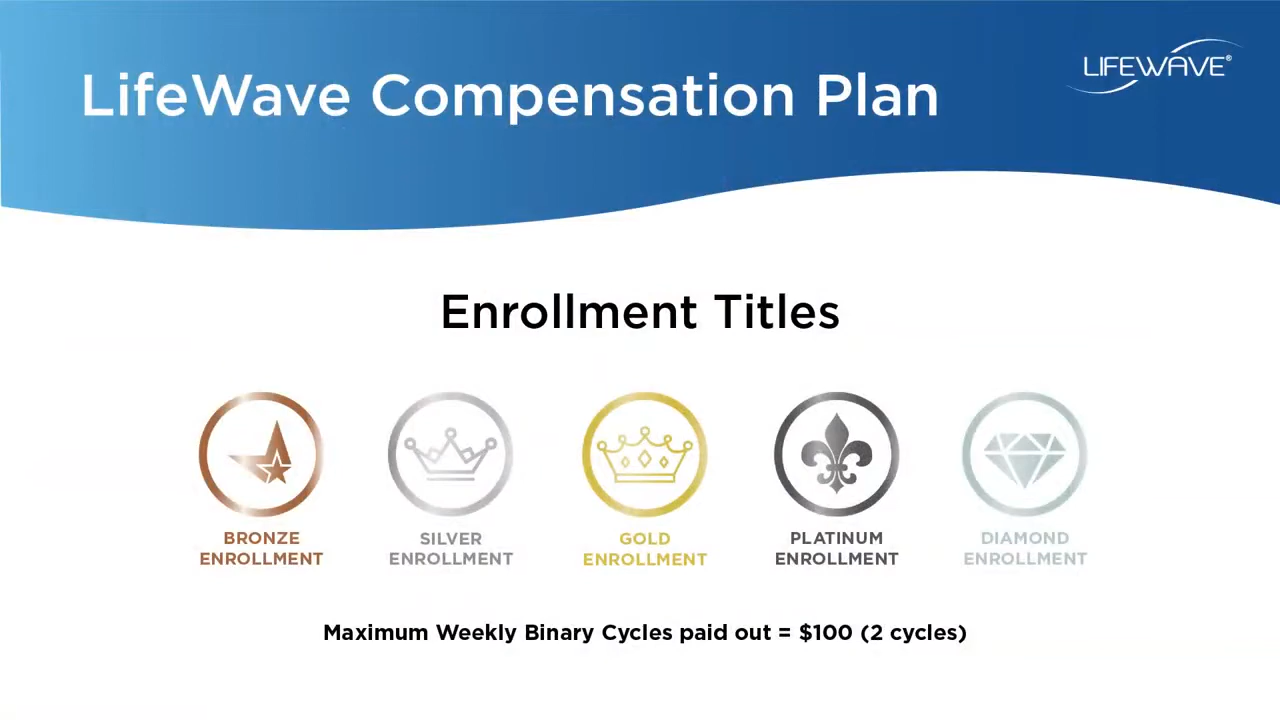 LifeWave Compensation Plan
LIFEWAVE®
Enrollment Titles
BRONZE
ENROLLMENT
SILVER
ENROLLMENT
GOLD
ENROLLMENT
PLATINUM
ENROLLMENT
DIAMOND
ENROLLMENT
Maximum Weekly Binary Cycles paid out = $100 (2 cycles)